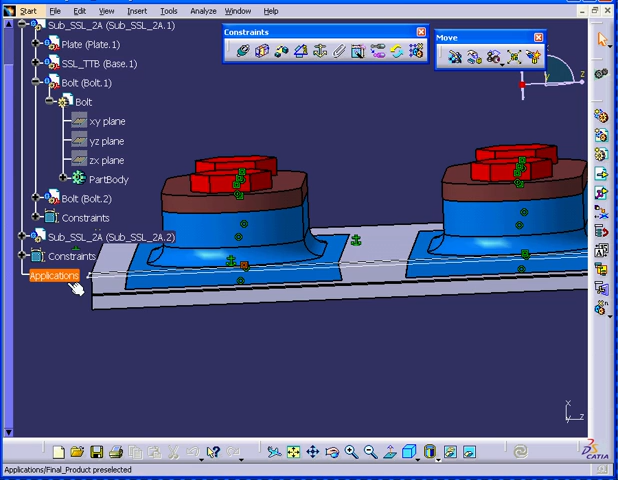 Start File Edit View Insert Tools Analyze Window Help
Sub_SSL_2A (Sub_SSL_2A.1)
Constraints
Move
Plate (Plate.1)
SSL_TTB (Base.1)
Bolt (Bolt.1)
Bolt
xy plane
yz plane
zx plane
PartBody
Bolt (Bolt.2)
Constraints
Sub_SSL_2A (Sub_SSL_2A.2)
Constraints
Applications
y
z
x
y
z
CATIA
Applications/Final_Product preselected